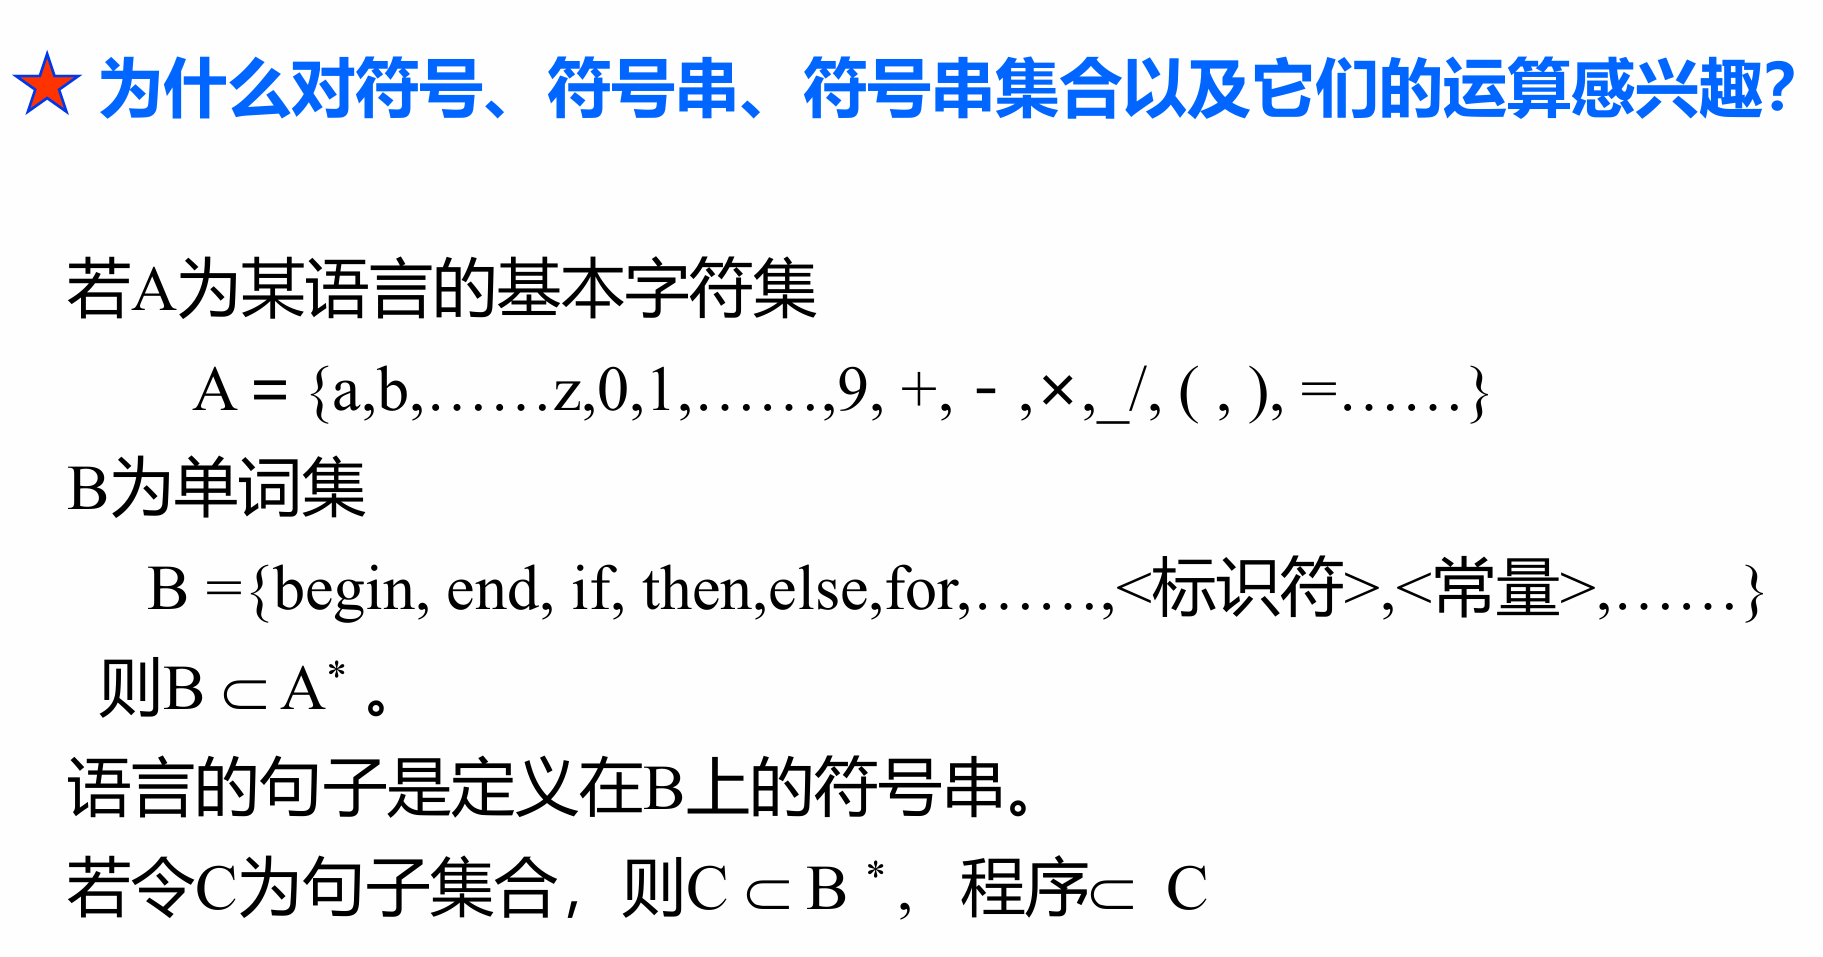 为什么对符号、符号串、符号串集合以及它们的运算感兴趣?
若A为某语言的基本字符集
A = {a,b,……z,0,1,……,9, +, - ,×,_/, ( , ), =……}
B为单词集
B ={begin, end, if, then,else,for,……,<标识符>,<常量>,……}
则B ⊂ A* 。
语言的句子是定义在B上的符号串。
若令C为句子集合，则C ⊂ B *, 程序⊂ C